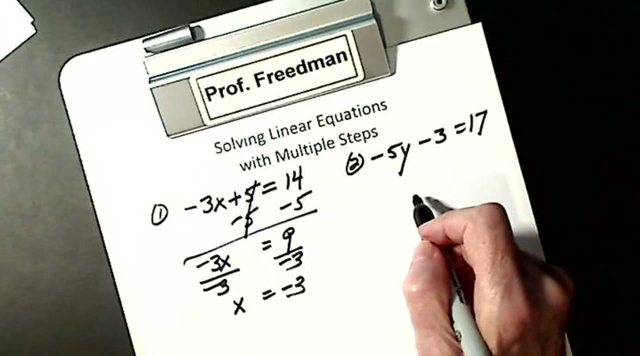 Prof. Freedman
Solving Linear Equations
with Multiple Steps
① -3x+5 = 14
-5 -5
-3x = 9
-3 -3
x = -3
② -5y -3 = 17